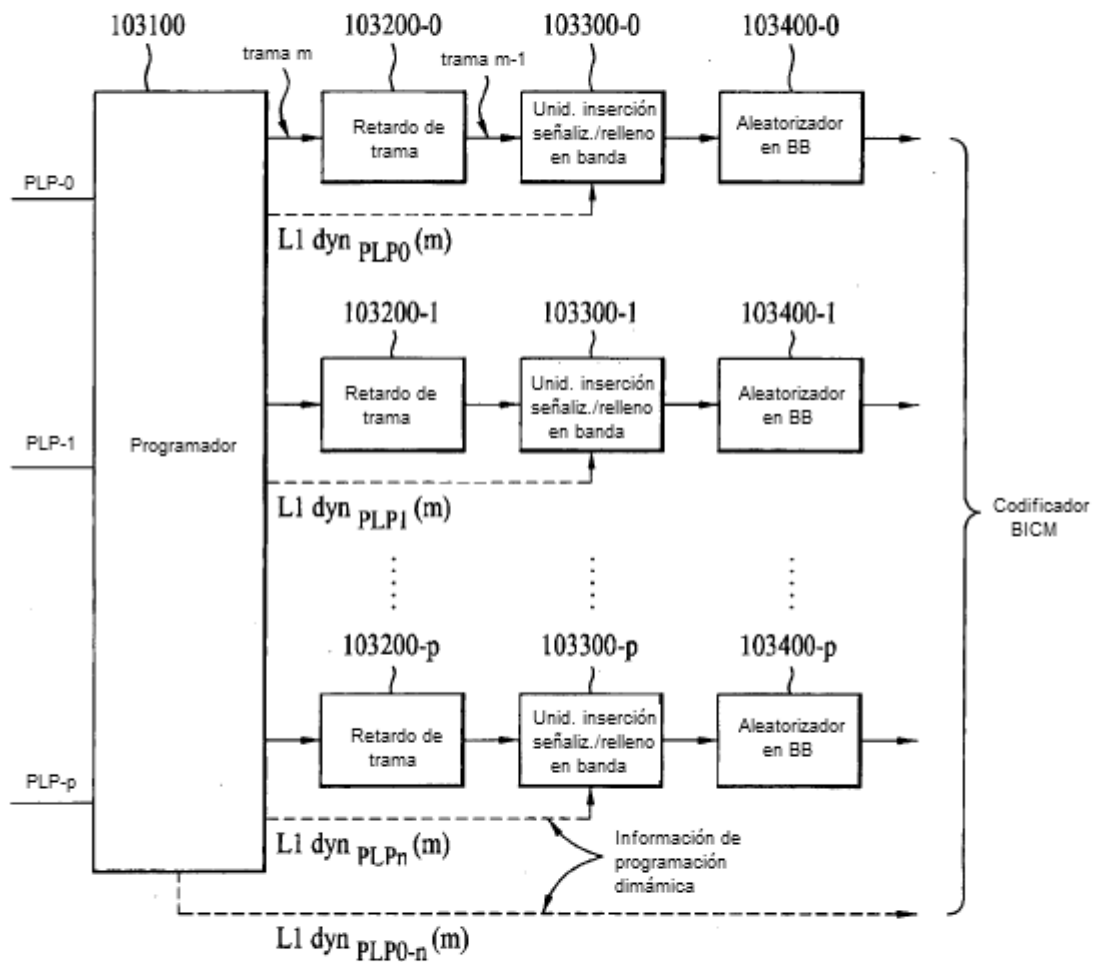 103100
103200-0
103300-0
103400-0
trama m
trama m-1
Retardo de
trama
Unid. inserción
señaliz./relleno
en banda
Aleatorizador
en BB
PLP-0
L1 dyn PLP0 (m)
103200-1
103300-1
103400-1
Retardo de
trama
Unid. inserción
señaliz./relleno
en banda
Aleatorizador
en BB
Programador
PLP-1
L1 dyn PLP1 (m)
Codificador
BICM
103200-p
103300-p
103400-p
Retardo de
trama
Unid. inserción
señaliz./relleno
en banda
Aleatorizador
en BB
PLP-p
L1 dyn PLPn (m)
Información de
programación
dimámica
L1 dyn PLP0-n (m)